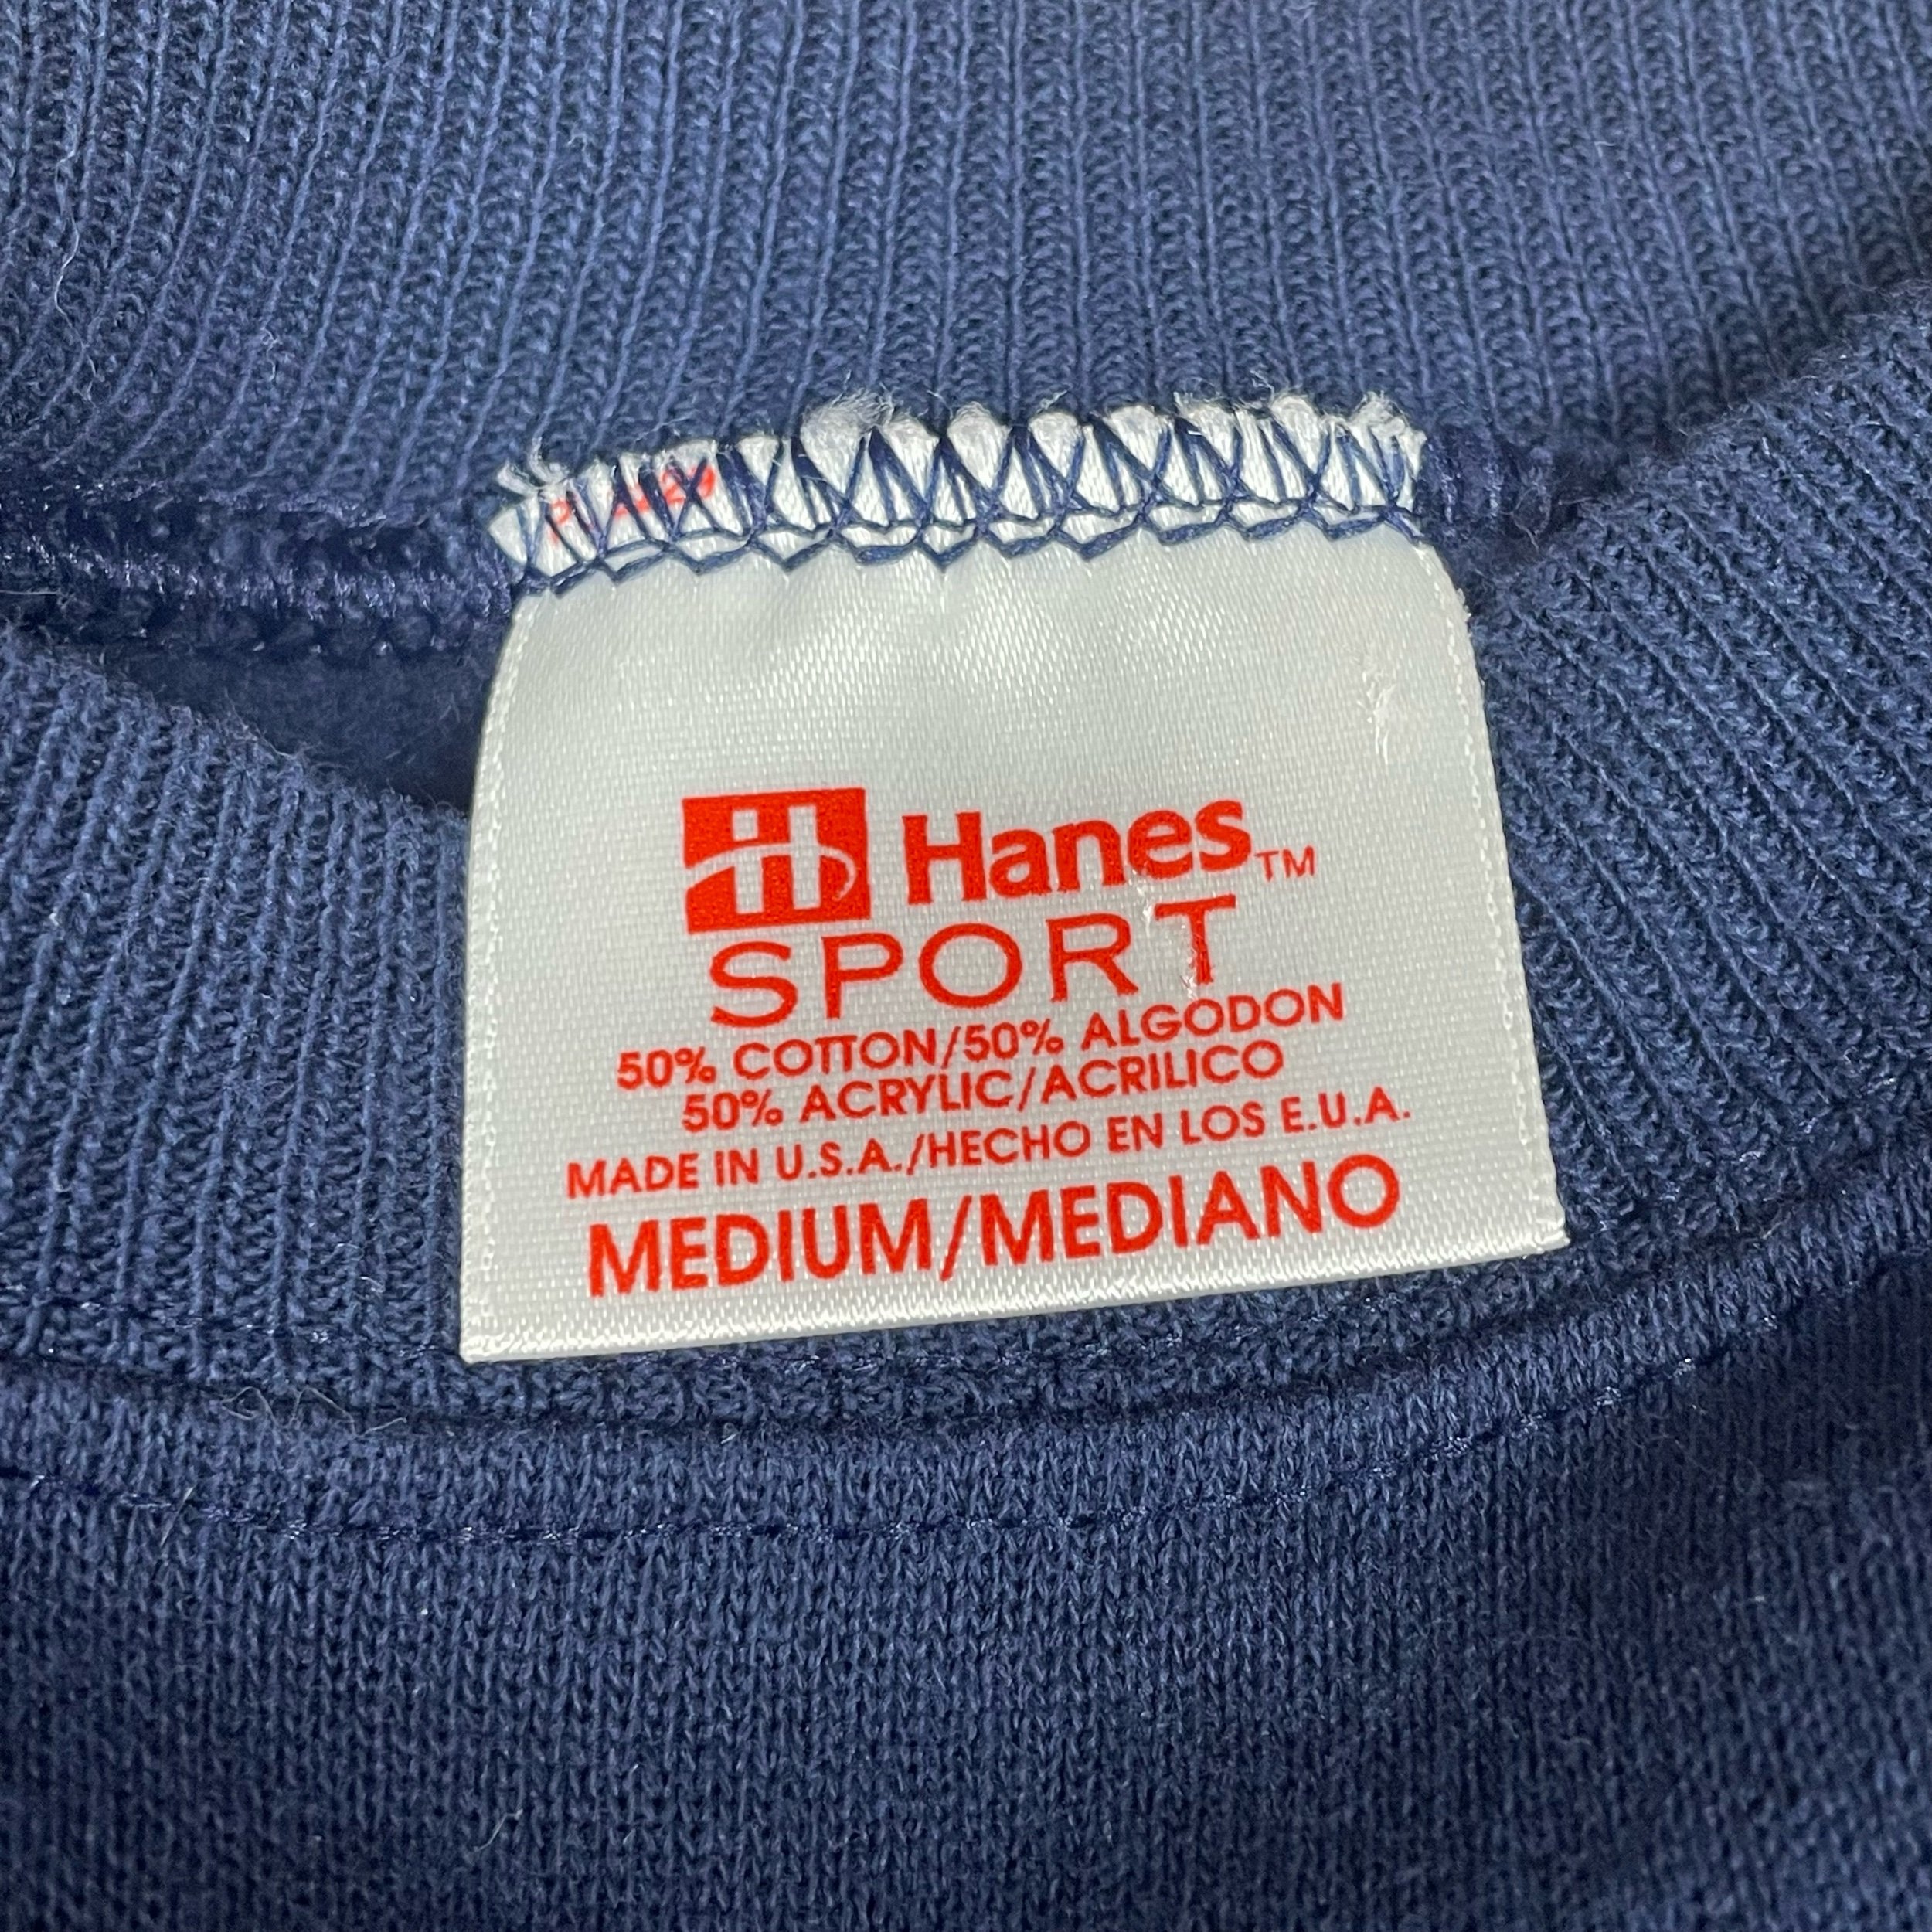 Hanes™
SPORT
50% COTTON/50% ALGODON
50% ACRYLIC/ACRILICO
MADE IN U.S.A./HECHO EN LOS E.U.A.
MEDIUM/MEDIANO